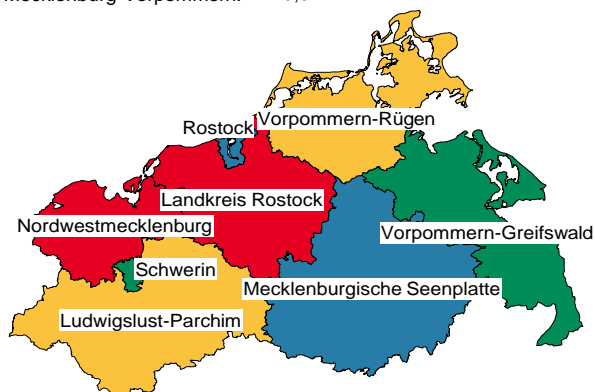 Rostock
Vorpommern-Rügen
Landkreis Rostock
Nordwestmecklenburg
Vorpommern-Greifswald
Schwerin
Mecklenburgische Seenplatte
Ludwigslust-Parchim